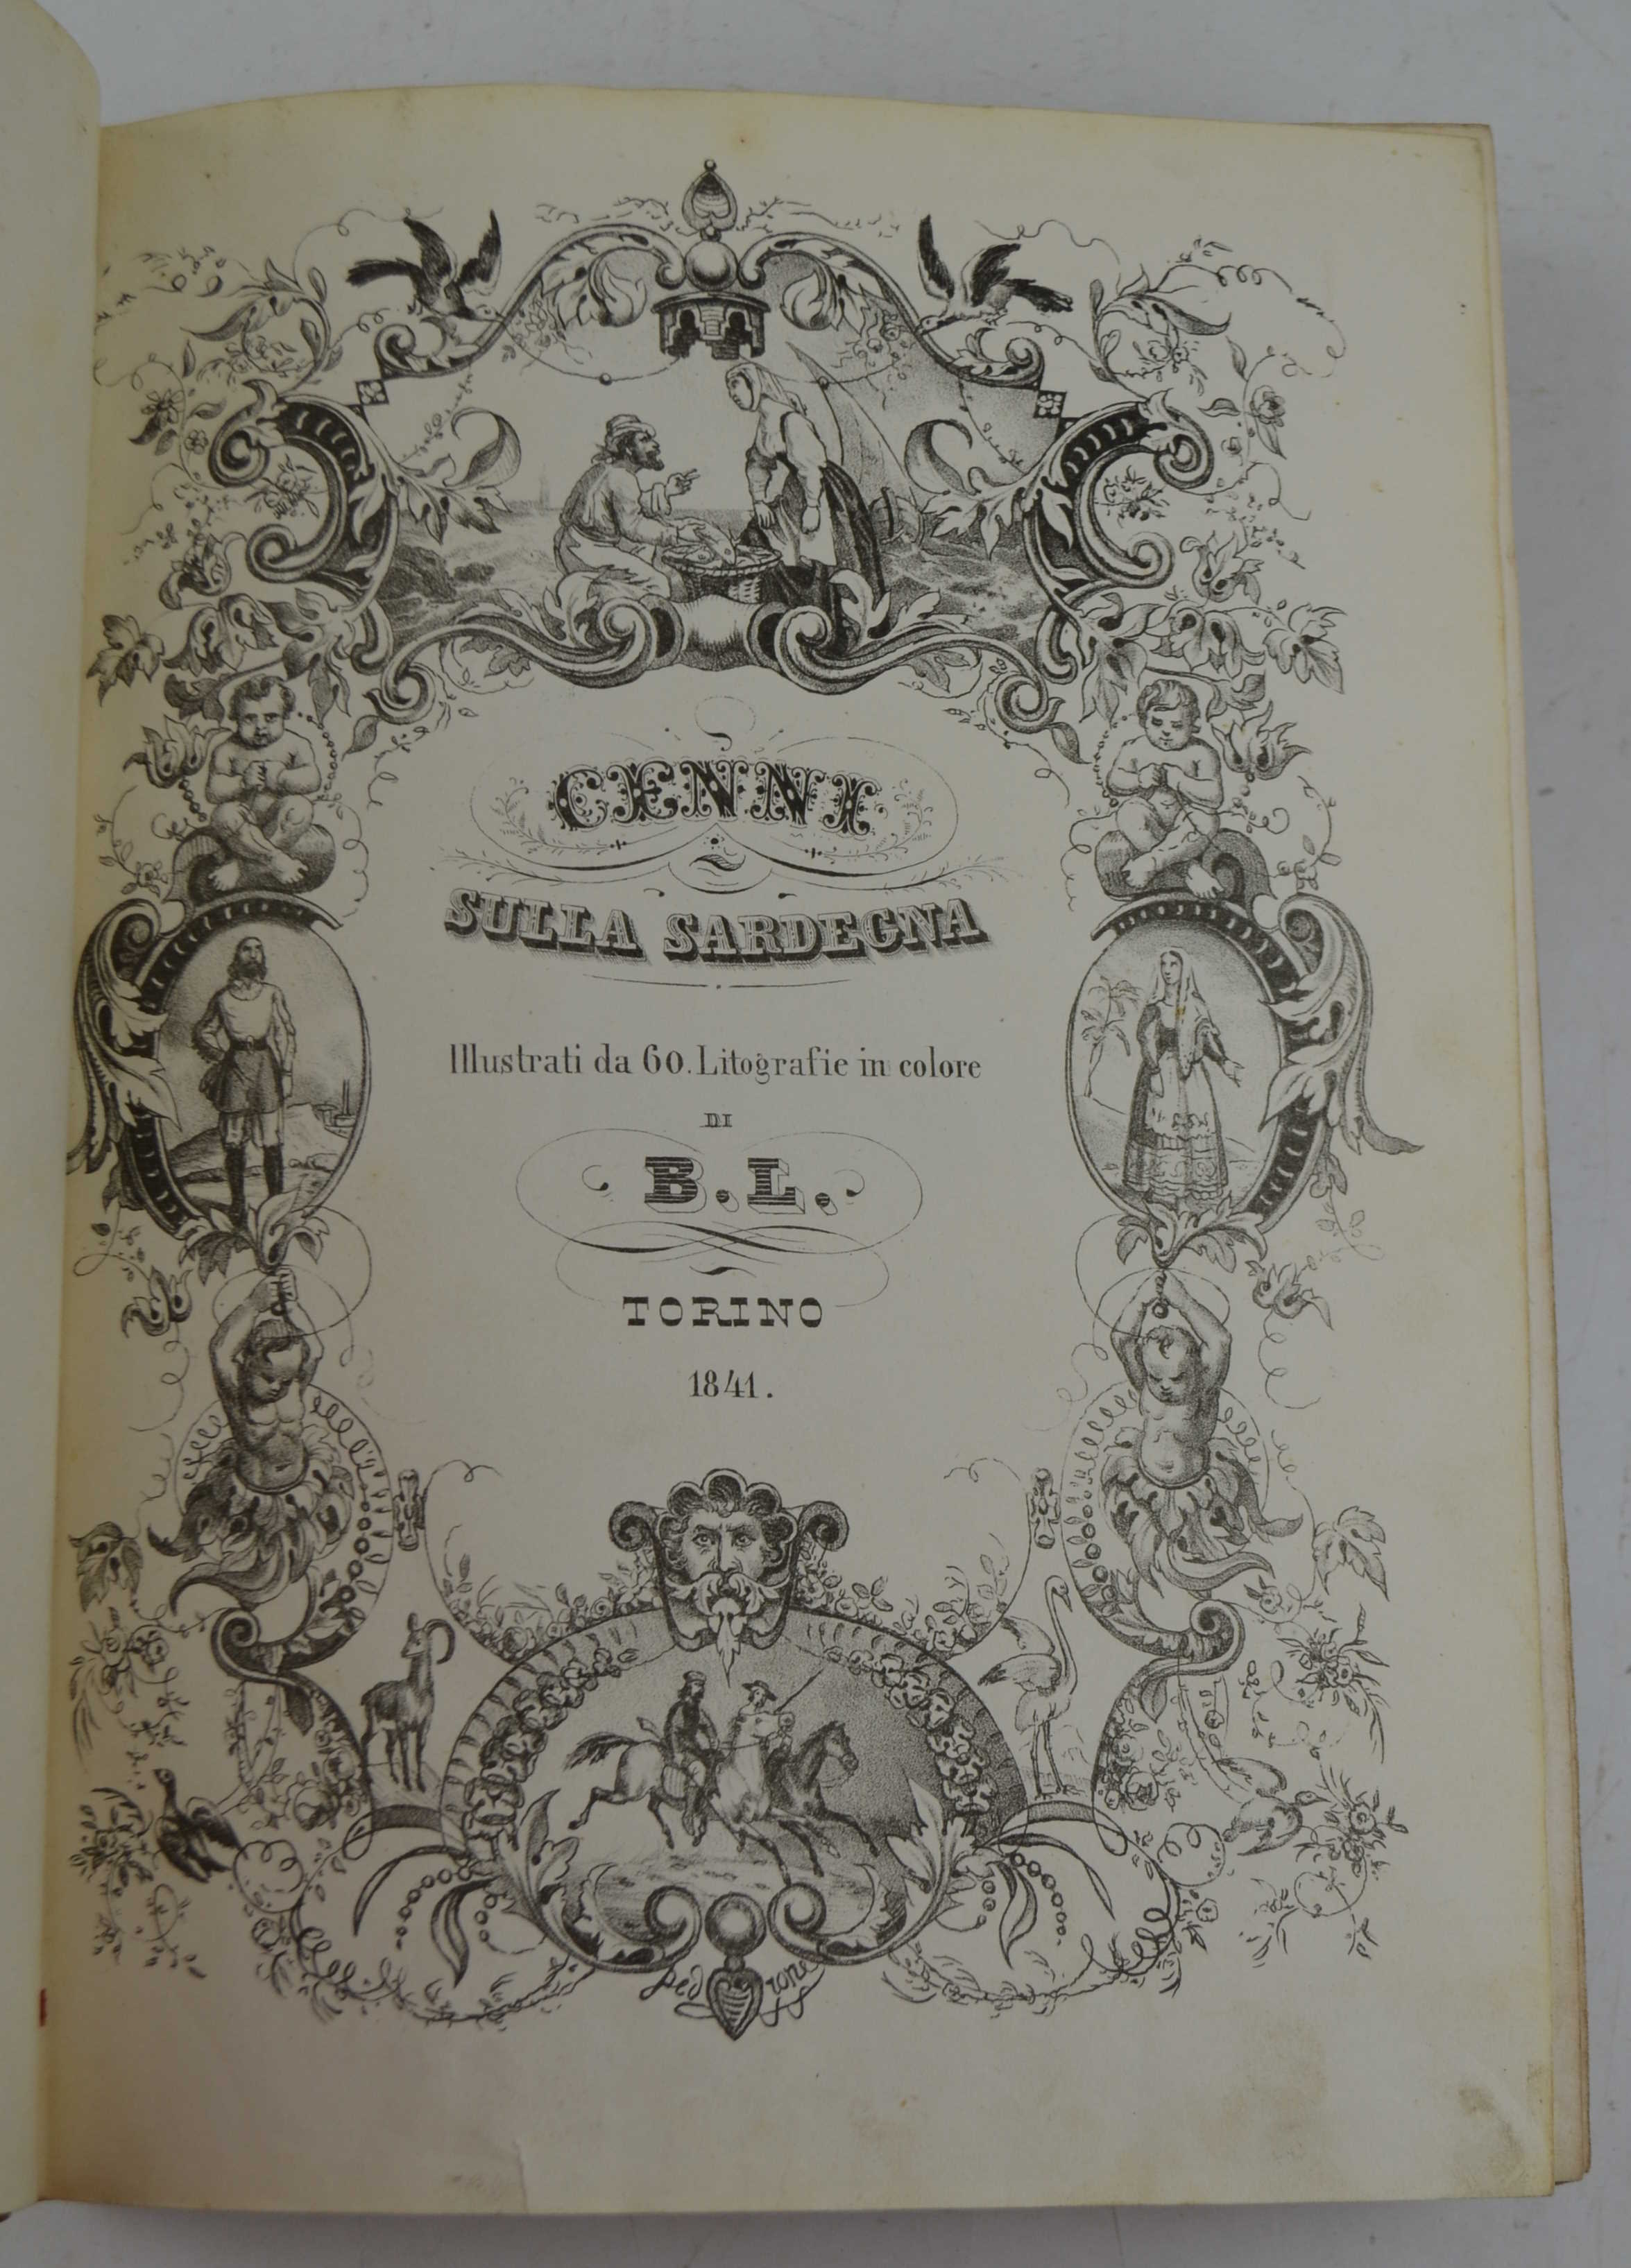 CENNI
SULLA SARDEGNA
Illustrati da 60. Litografie in colore
DI
B. L.
TORINO
1841.